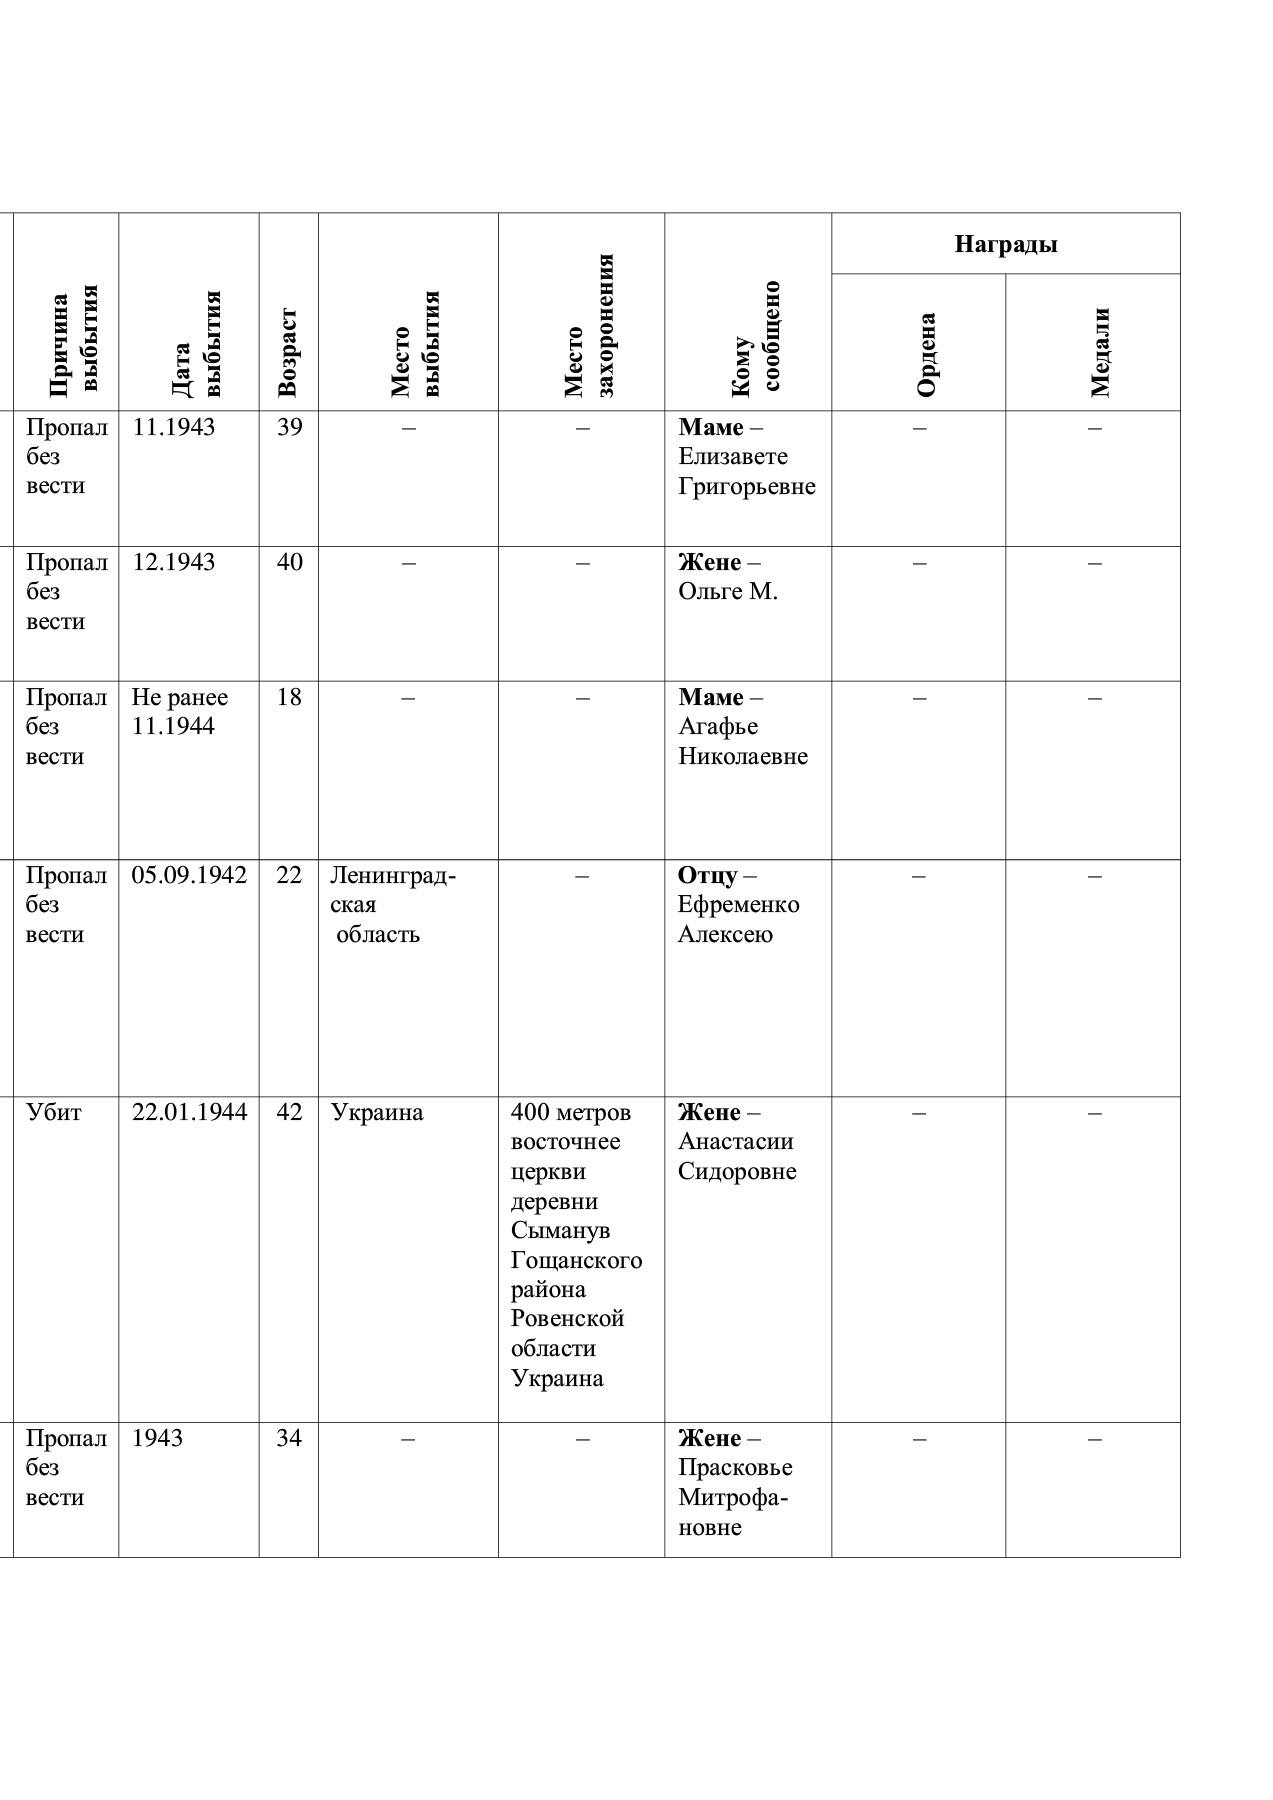 Причина
выбытия
Дата
выбытия
Возраст
Место
выбытия
Место
захоронения
Кому
сообщено
Награды
Ордена
Медали
Пропал
без
вести
11.1943
39
–
–
Маме –
Елизавете
Григорьевне
–
–
Пропал
без
вести
12.1943
40
–
–
Жене –
Ольге М.
–
–
Пропал
без
вести
Не ранее
11.1944
18
–
–
Маме –
Агафье
Николаевне
–
–
Пропал
без
вести
05.09.1942
22
Ленинград-
ская
область
–
Отцу –
Ефременко
Алексею
–
–
Убит
22.01.1944
42
Украина
400 метров
восточнее
церкви
деревни
Сыманув
Гощанского
района
Ровенской
области
Украина
Жене –
Анастасии
Сидоровне
–
–
Пропал
без
вести
1943
34
–
–
Жене –
Прасковье
Митрофа-
новне
–
–